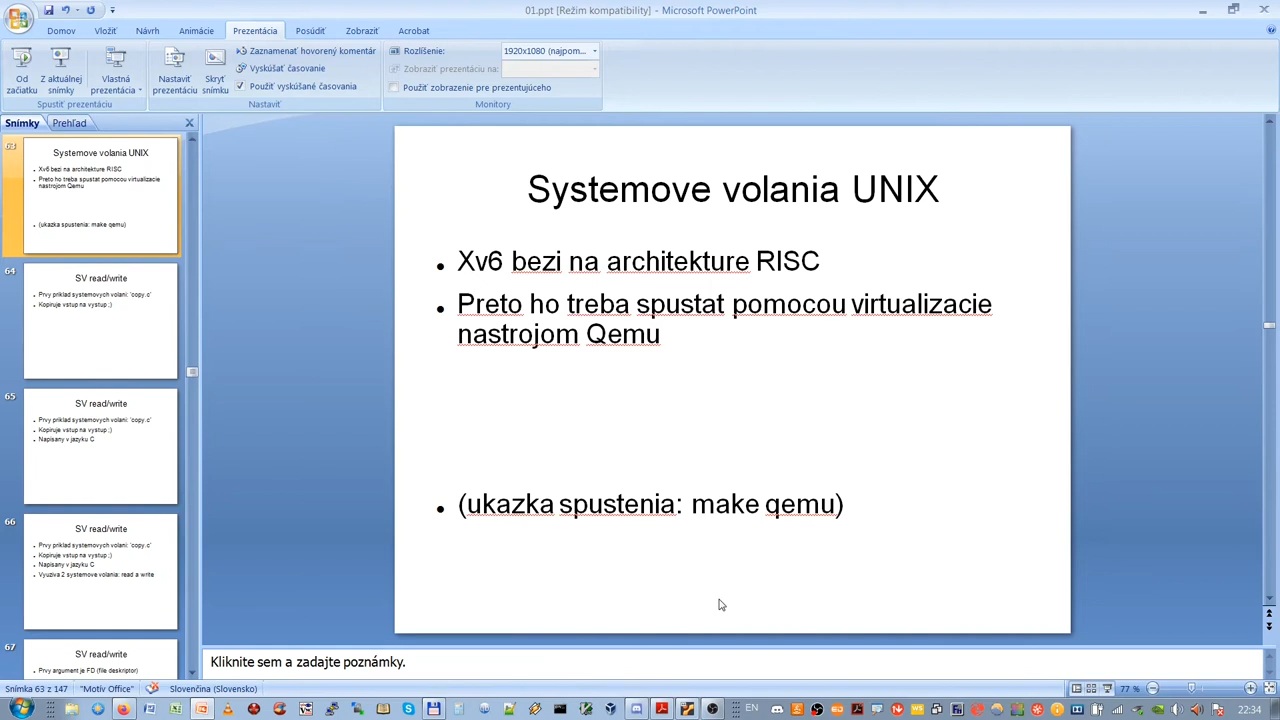 01.ppt [Režim kompatibility] - Microsoft PowerPoint
Domov Vložiť Návrh Animácie Prezentácia Posúdiť Zobraziť Acrobat
Od začiatku
Z aktuálnej snímky
Vlastná prezentácia
Spustiť prezentáciu
Nastaviť prezentáciu
Skryť snímku
Zaznamenať hovorený komentár
Vyskúšať časovanie
Použiť vyskúšané časovania
Nastaviť
Rozlíšenie: 1920x1080 (najpom...
Zobraziť prezentáciu na:
Použiť zobrazenie pre prezentujúceho
Monitory
Snímky Prehľad
63
Systemove volania UNIX
Xv6 bezi na architekture RISC
Preto ho treba spustat pomocou virtualizacie
nastrojom Qemu
(ukazka spustenia: make qemu)
64
SV read/write
Prvy priklad systemovych volani: 'copy.c'
Kopiruje vstup na vystup ;)
65
SV read/write
Prvy priklad systemovych volani: 'copy.c'
Kopiruje vstup na vystup ;)
Napisany v jazyku C
66
SV read/write
Prvy priklad systemovych volani: 'copy.c'
Kopiruje vstup na vystup ;)
Napisany v jazyku C
Vyuziva 2 systemove volania: read a write
67
SV read/write
Prvy argument je FD (file deskriptor)
Systemove volania UNIX
• Xv6 bezi na architekture RISC
• Preto ho treba spustat pomocou virtualizacie
nastrojom Qemu
• (ukazka spustenia: make qemu)
Kliknite sem a zadajte poznámky.
Snímka 63 z 147 "Motív Office" Slovenčina (Slovensko) 77 %
EN 22:34